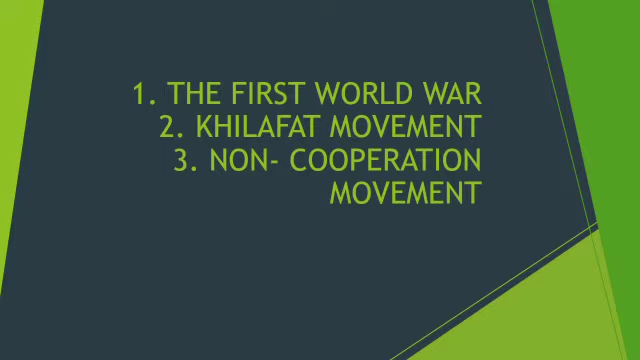 1. THE FIRST WORLD WAR
2. KHILAFAT MOVEMENT
3. NON- COOPERATION
MOVEMENT